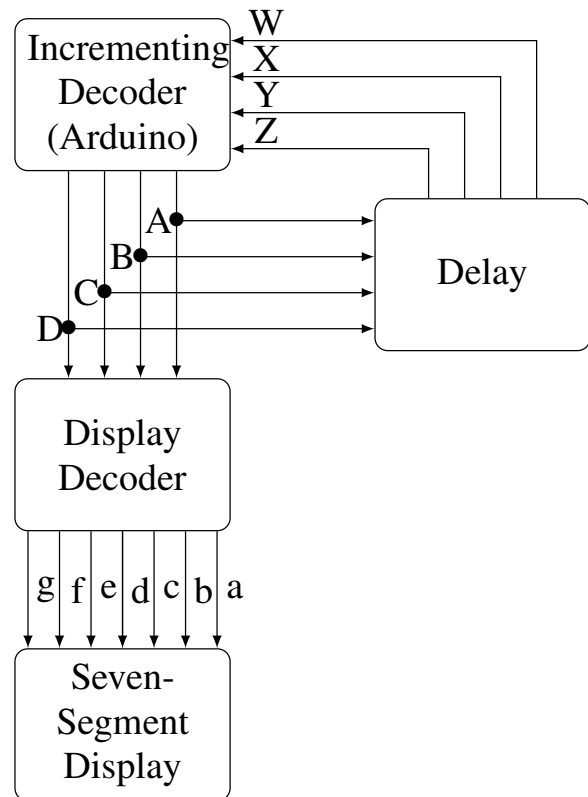 W
Incrementing
X
Decoder
Y
(Arduino)
Z
A
B
Delay
C
D
Display
Decoder
g f e d c b a
Seven-
Segment
Display